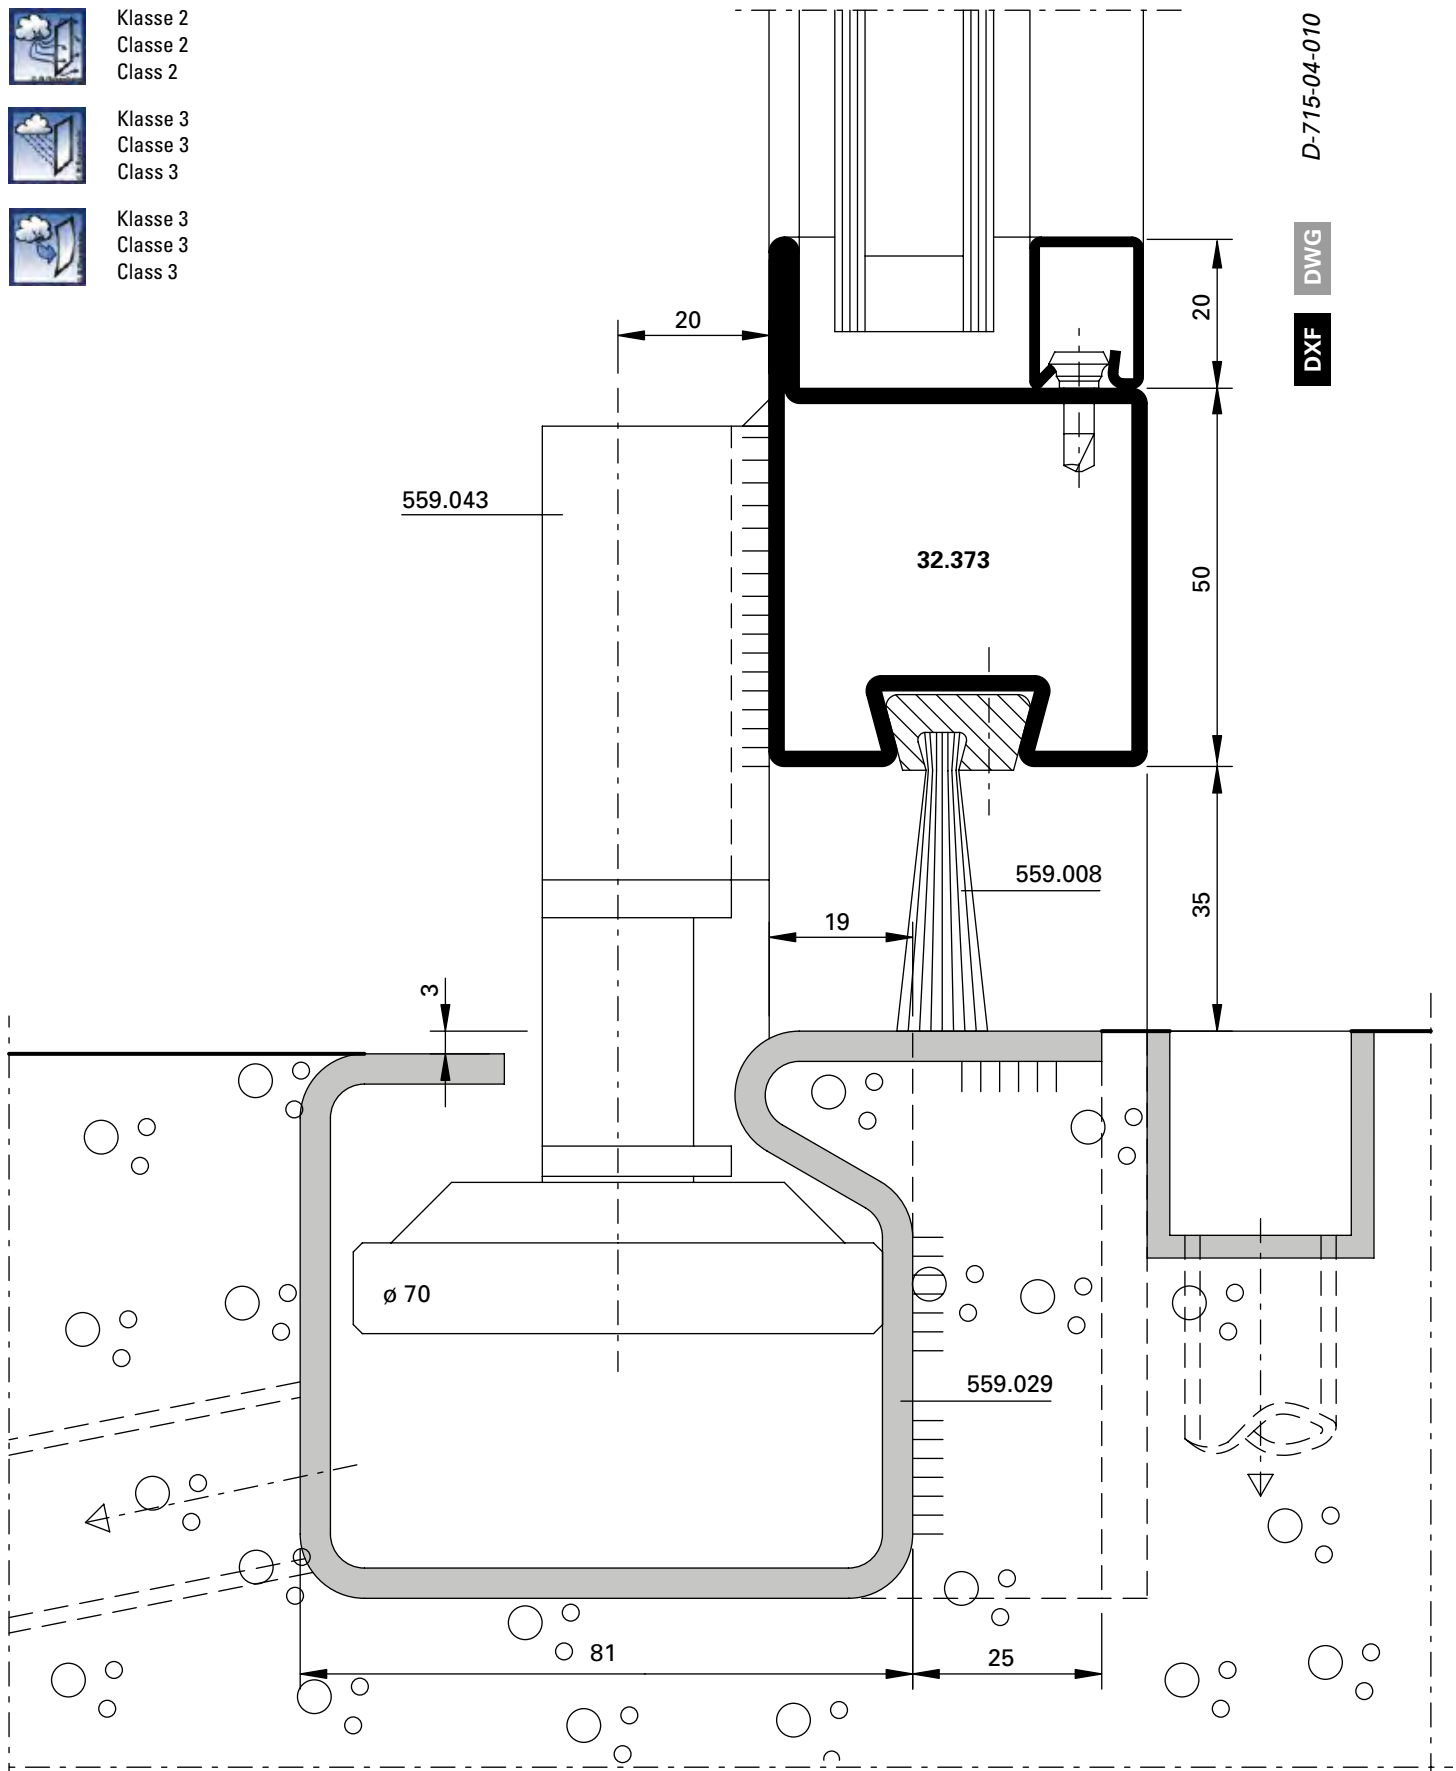 Klasse 2
Classe 2
Class 2
Klasse 3
Classe 3
Class 3
Klasse 3
Classe 3
Class 3
D-715-04-010
DWG
DXF
20
20
559.043
32.373
50
559.008
35
19
3
ø 70
559.029
81
25